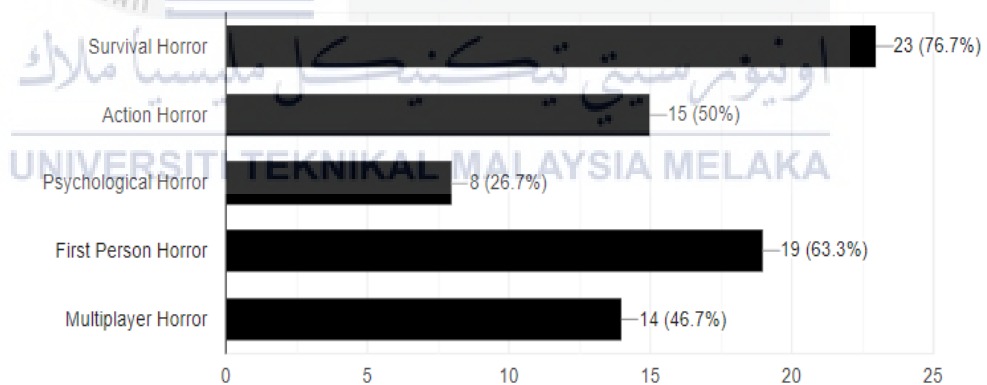 Survival Horror 23 (76.7%)
اونيۏرسيتي تيكنيكل مليسيا ملاك
Action Horror 15 (50%)
UNIVERSITI TEKNIKAL MALAYSIA MELAKA
Psychological Horror 8 (26.7%)
First Person Horror 19 (63.3%)
Multiplayer Horror 14 (46.7%)
0 5 10 15 20 25